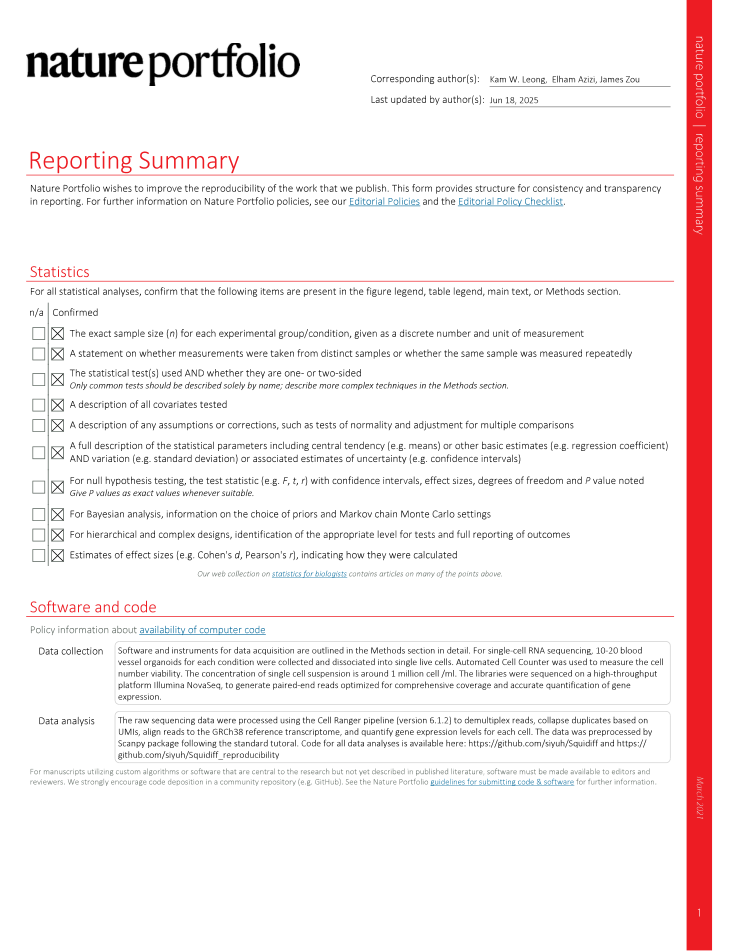 nature portfolio
Corresponding author(s): Kam W. Leong, Elham Azizi, James Zou
Last updated by author(s): Jun 18, 2025
Reporting Summary
Nature Portfolio wishes to improve the reproducibility of the work that we publish. This form provides structure for consistency and transparency
in reporting. For further information on Nature Portfolio policies, see our Editorial Policies and the Editorial Policy Checklist.
Statistics
For all statistical analyses, confirm that the following items are present in the figure legend, table legend, main text, or Methods section.
n/a Confirmed
The exact sample size (n) for each experimental group/condition, given as a discrete number and unit of measurement
A statement on whether measurements were taken from distinct samples or whether the same sample was measured repeatedly
The statistical test(s) used AND whether they are one- or two-sided
Only common tests should be described solely by name; describe more complex techniques in the Methods section.
A description of all covariates tested
A description of any assumptions or corrections, such as tests of normality and adjustment for multiple comparisons
A full description of the statistical parameters including central tendency (e.g. means) or other basic estimates (e.g. regression coefficient)
AND variation (e.g. standard deviation) or associated estimates of uncertainty (e.g. confidence intervals)
For null hypothesis testing, the test statistic (e.g. F, t, r) with confidence intervals, effect sizes, degrees of freedom and P value noted
Give P values as exact values whenever suitable.
For Bayesian analysis, information on the choice of priors and Markov chain Monte Carlo settings
For hierarchical and complex designs, identification of the appropriate level for tests and full reporting of outcomes
Estimates of effect sizes (e.g. Cohen's d, Pearson's r), indicating how they were calculated
Our web collection on statistics for biologists contains articles on many of the points above.
Software and code
Policy information about availability of computer code
Data collection
Software and instruments for data acquisition are outlined in the Methods section in detail. For single-cell RNA sequencing, 10-20 blood
vessel organoids for each condition were collected and dissociated into single live cells. Automated Cell Counter was used to measure the cell
number viability. The concentration of single cell suspension is around 1 million cell /ml. The libraries were sequenced on a high-throughput
platform Illumina NovaSeq, to generate paired-end reads optimized for comprehensive coverage and accurate quantification of gene
expression.
Data analysis
The raw sequencing data were processed using the Cell Ranger pipeline (version 6.1.2) to demultiplex reads, collapse duplicates based on
UMIs, align reads to the GRCh38 reference transcriptome, and quantify gene expression levels for each cell. The data was preprocessed by
Scanpy package following the standard tutoral. Code for all data analyses is available here: https://github.com/siyuh/Squidiff and https://
github.com/siyuh/Squidiff_reproducibility
For manuscripts utilizing custom algorithms or software that are central to the research but not yet described in published literature, software must be made available to editors and
reviewers. We strongly encourage code deposition in a community repository (e.g. GitHub). See the Nature Portfolio guidelines for submitting code & software for further information.
nature portfolio | reporting summary
March 2021
1